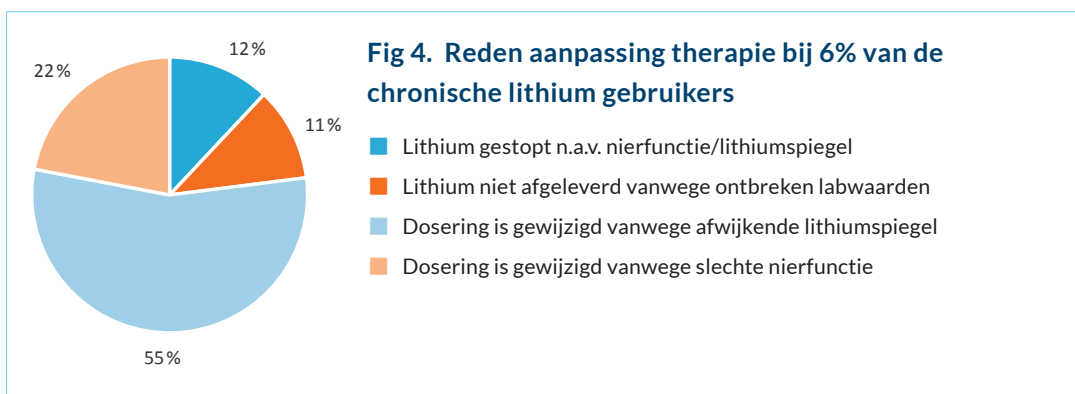 12%
22%
11%
55%
Fig 4. Reden aanpassing therapie bij 6% van de
chronische lithium gebruikers
Lithium gestopt n.a.v. nierfunctie/lithiumspiegel
Lithium niet afgeleverd vanwege ontbreken labwaarden
Dosering is gewijzigd vanwege afwijkende lithiumspiegel
Dosering is gewijzigd vanwege slechte nierfunctie